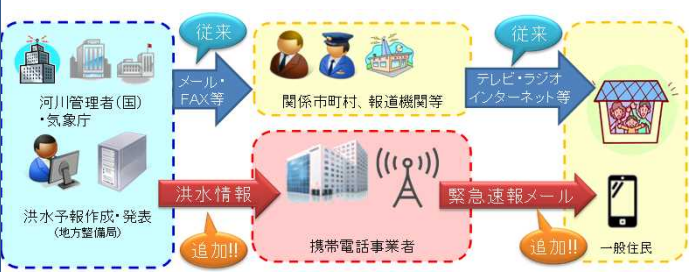 従来
従来
メール・
FAX等
テレビ・ラジオ
インターネット等
河川管理者(国)
・気象庁
関係市町村、報道機関等
洪水情報
緊急速報メール
洪水予報作成・発表
(地方整備局)
追加!!
携帯電話事業者
追加!!
一般住民